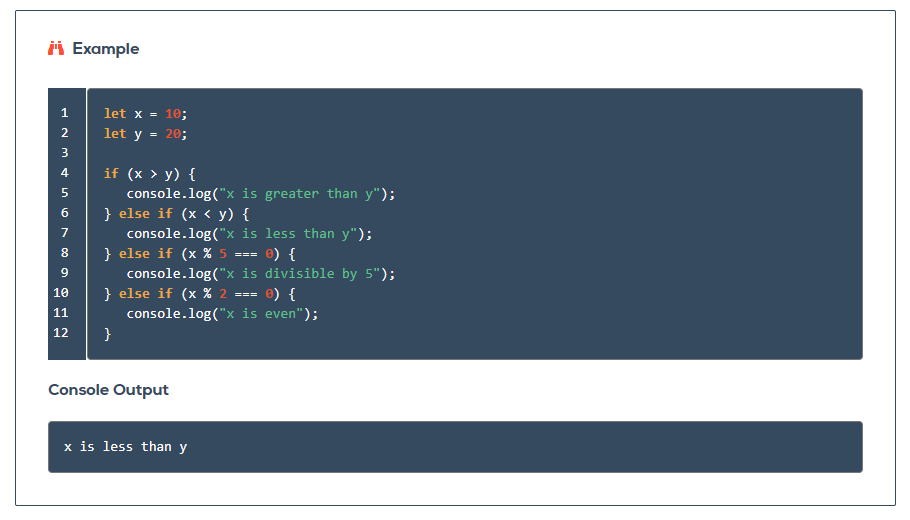 Example
1 let x = 10;
2 let y = 20;
3
4 if (x > y) {
5    console.log("x is greater than y");
6 } else if (x < y) {
7    console.log("x is less than y");
8 } else if (x % 5 === 0) {
9    console.log("x is divisible by 5");
10 } else if (x % 2 === 0) {
11    console.log("x is even");
12 }
Console Output
x is less than y